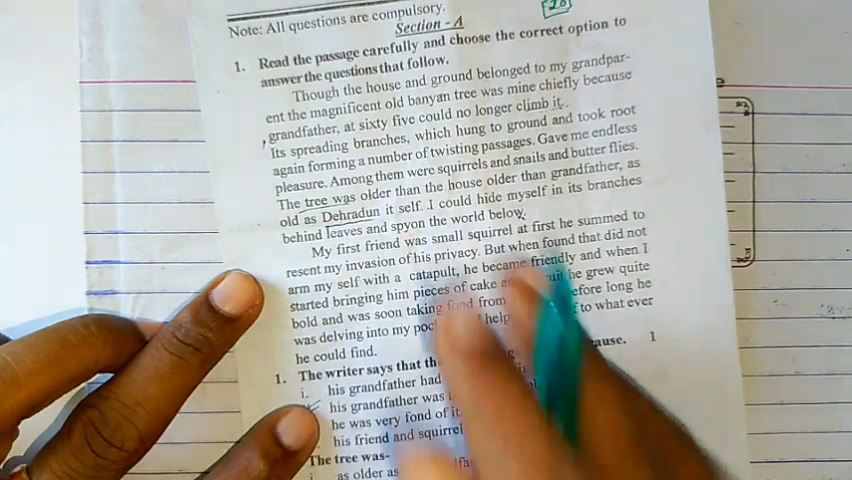 Note: All questions are compulsory.
20
Section - A
1. Read the passage carefully and choose the correct option to
answer the questions that follow.
Though the house and ground belonged to my grandpar-
ent the magnificent old banyan tree was mine chiefly because
grandfather, at sixty five could no longer climb it.
Its spreading branches, which hung to ground and took root
again forming a number of twisting passages. Gave me endless
pleasure. Among them were squirrels and snails and butter flies.
The tree was older than the house older than grandfather, as
old as Dehradun it self. I could hide myself in its branches
behind leaves and spyon the world below.
My first friend was small squirrel at first he summed to
resent my invasion of his privacy. But when found that did not
arm my self with a catapult, he became friendly and when I
started bringing him pieces of cake he grew quite
bold and was soon taking food from efore long he
was delving into my help to what ever
he could find.
1. The writer says that ause. 1
i. his grandfather had
his grandfather was
he was very fond of it
his friend and squirrel
The tree was-
i. as older as